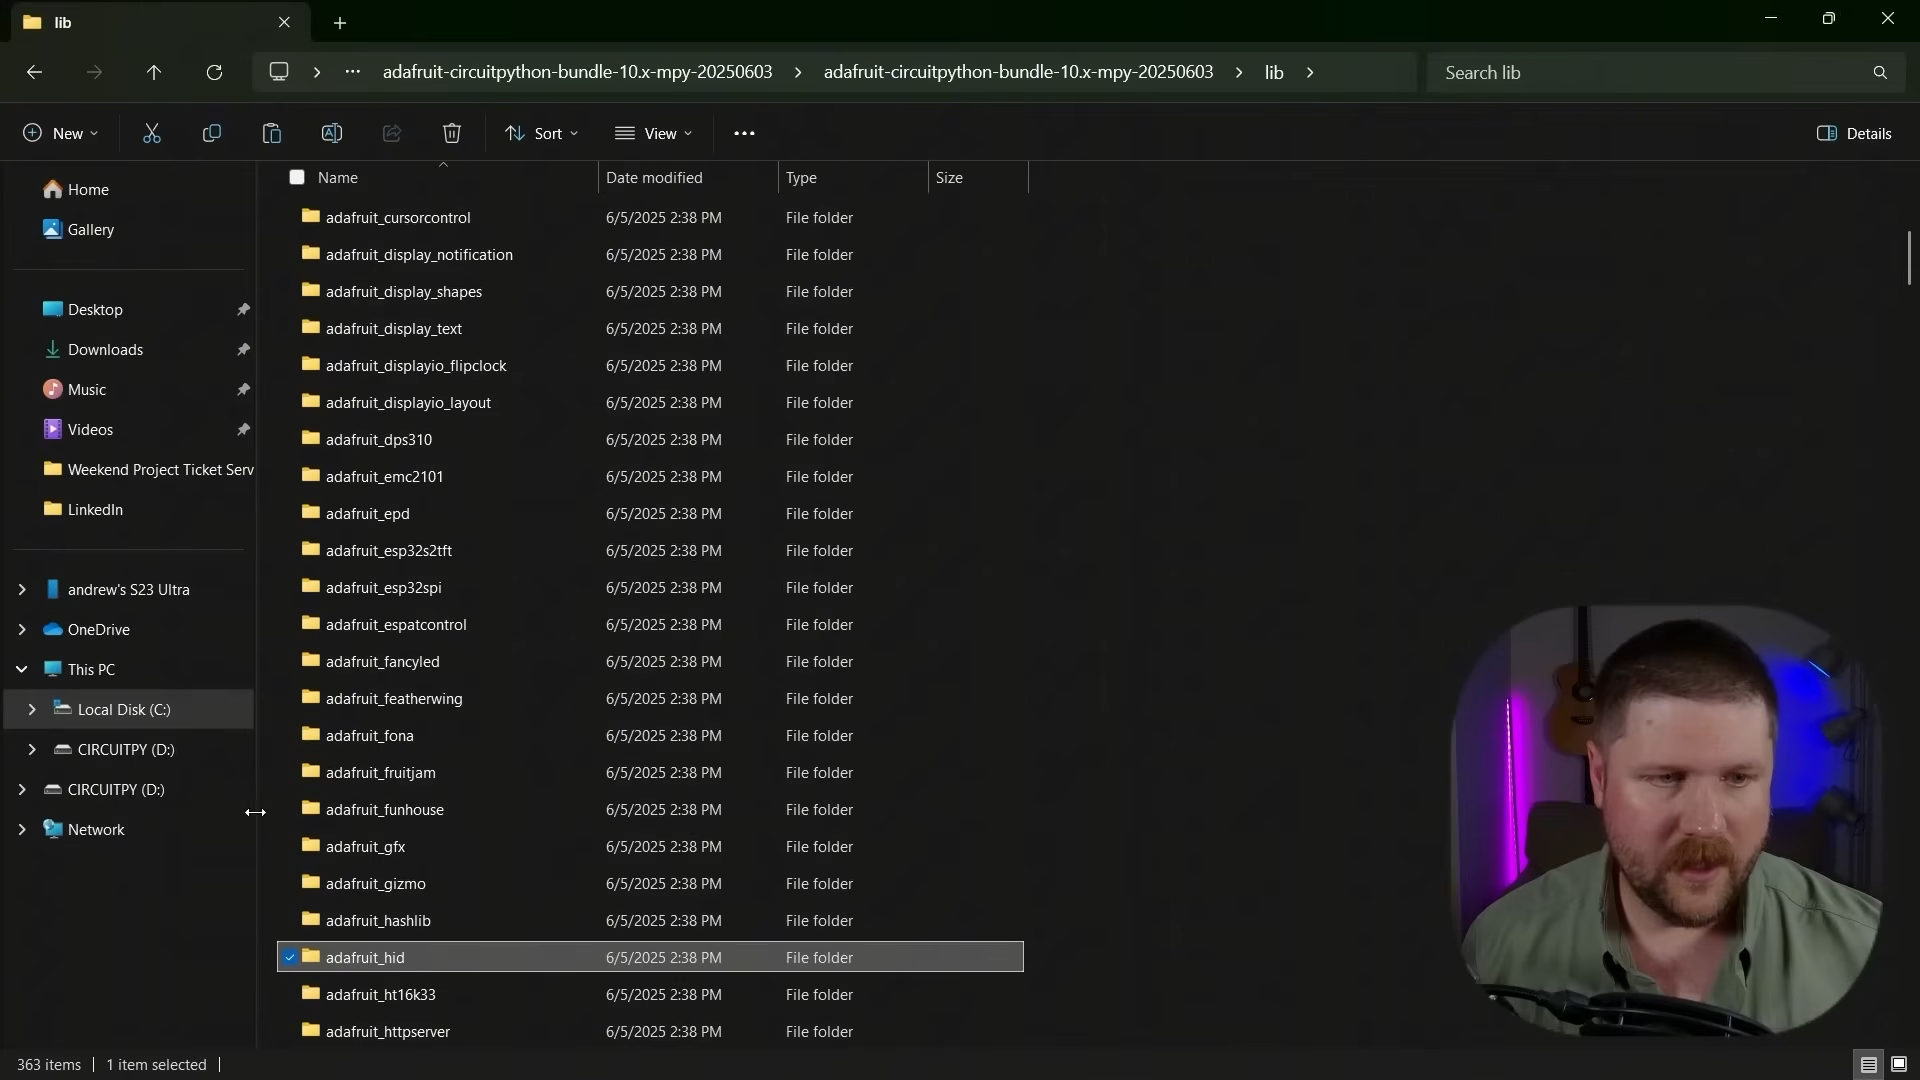 lib
adafruit-circuitpython-bundle-10.x-mpy-20250603 adafruit-circuitpython-bundle-10.x-mpy-20250603 lib Search lib
New Sort View Details
Name Date modified Type Size
Home
Gallery
Desktop
Downloads
Music
Videos
Weekend Project Ticket Serv
LinkedIn
andrew's S23 Ultra
OneDrive
This PC
Local Disk (C:)
CIRCUITPY (D:)
CIRCUITPY (D:)
Network
adafruit_cursorcontrol 6/5/2025 2:38 PM File folder
adafruit_display_notification 6/5/2025 2:38 PM File folder
adafruit_display_shapes 6/5/2025 2:38 PM File folder
adafruit_display_text 6/5/2025 2:38 PM File folder
adafruit_displayio_flipclock 6/5/2025 2:38 PM File folder
adafruit_displayio_layout 6/5/2025 2:38 PM File folder
adafruit_dps310 6/5/2025 2:38 PM File folder
adafruit_emc2101 6/5/2025 2:38 PM File folder
adafruit_epd 6/5/2025 2:38 PM File folder
adafruit_esp32s2tft 6/5/2025 2:38 PM File folder
adafruit_esp32spi 6/5/2025 2:38 PM File folder
adafruit_espatcontrol 6/5/2025 2:38 PM File folder
adafruit_fancyled 6/5/2025 2:38 PM File folder
adafruit_featherwing 6/5/2025 2:38 PM File folder
adafruit_fona 6/5/2025 2:38 PM File folder
adafruit_fruitjam 6/5/2025 2:38 PM File folder
adafruit_funhouse 6/5/2025 2:38 PM File folder
adafruit_gfx 6/5/2025 2:38 PM File folder
adafruit_gizmo 6/5/2025 2:38 PM File folder
adafruit_hashlib 6/5/2025 2:38 PM File folder
adafruit_hid 6/5/2025 2:38 PM File folder
adafruit_ht16k33 6/5/2025 2:38 PM File folder
adafruit_httpserver 6/5/2025 2:38 PM File folder
363 items 1 item selected